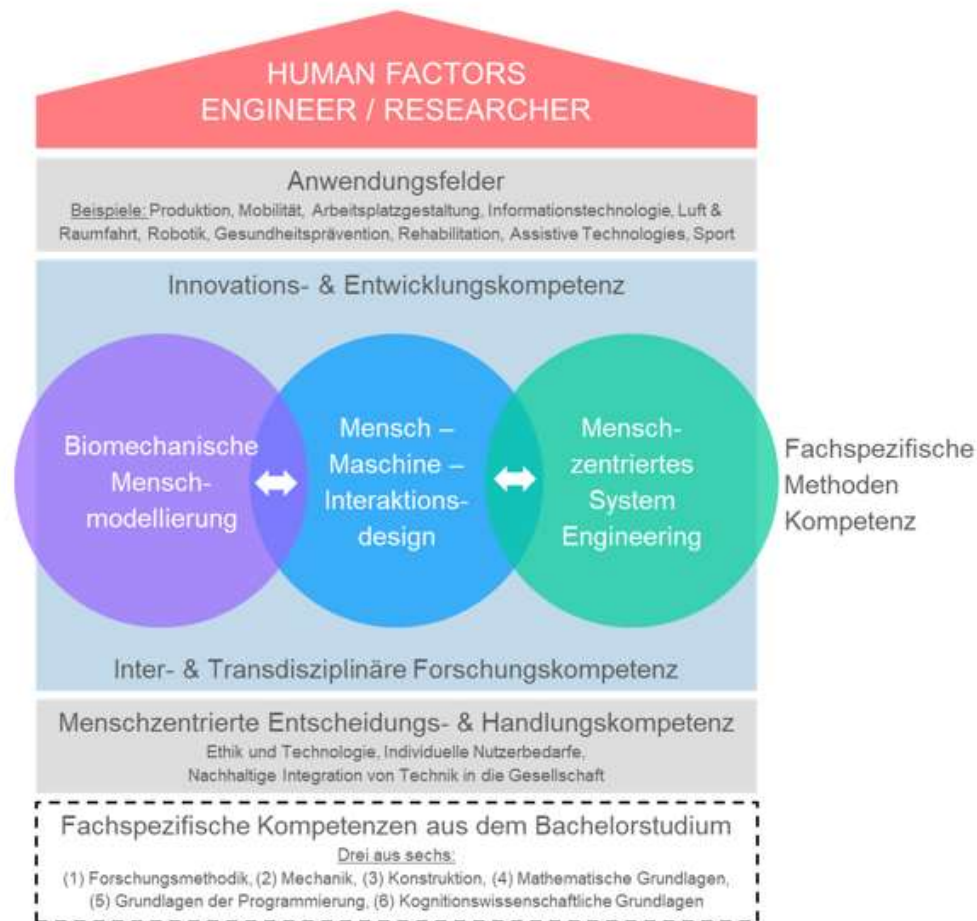 HUMAN FACTORS
ENGINEER / RESEARCHER
Anwendungsfelder
Beispiele: Produktion, Mobilität, Arbeitsplatzgestaltung, Informationstechnologie, Luft &
Raumfahrt, Robotik, Gesundheitsprävention, Rehabilitation, Assistive Technologies, Sport
Innovations- & Entwicklungskompetenz
Biomechanische
Mensch-
modellierung
Mensch –
Maschine –
Interaktions-
design
Mensch-
zentriertes
System
Engineering
Fachspezifische
Methoden
Kompetenz
Inter- & Transdisziplinäre Forschungskompetenz
Menschzentrierte Entscheidungs- & Handlungskompetenz
Ethik und Technologie, Individuelle Nutzerbedarfe,
Nachhaltige Integration von Technik in die Gesellschaft
Fachspezifische Kompetenzen aus dem Bachelorstudium
Drei aus sechs:
(1) Forschungsmethodik, (2) Mechanik, (3) Konstruktion, (4) Mathematische Grundlagen,
(5) Grundlagen der Programmierung, (6) Kognitionswissenschaftliche Grundlagen